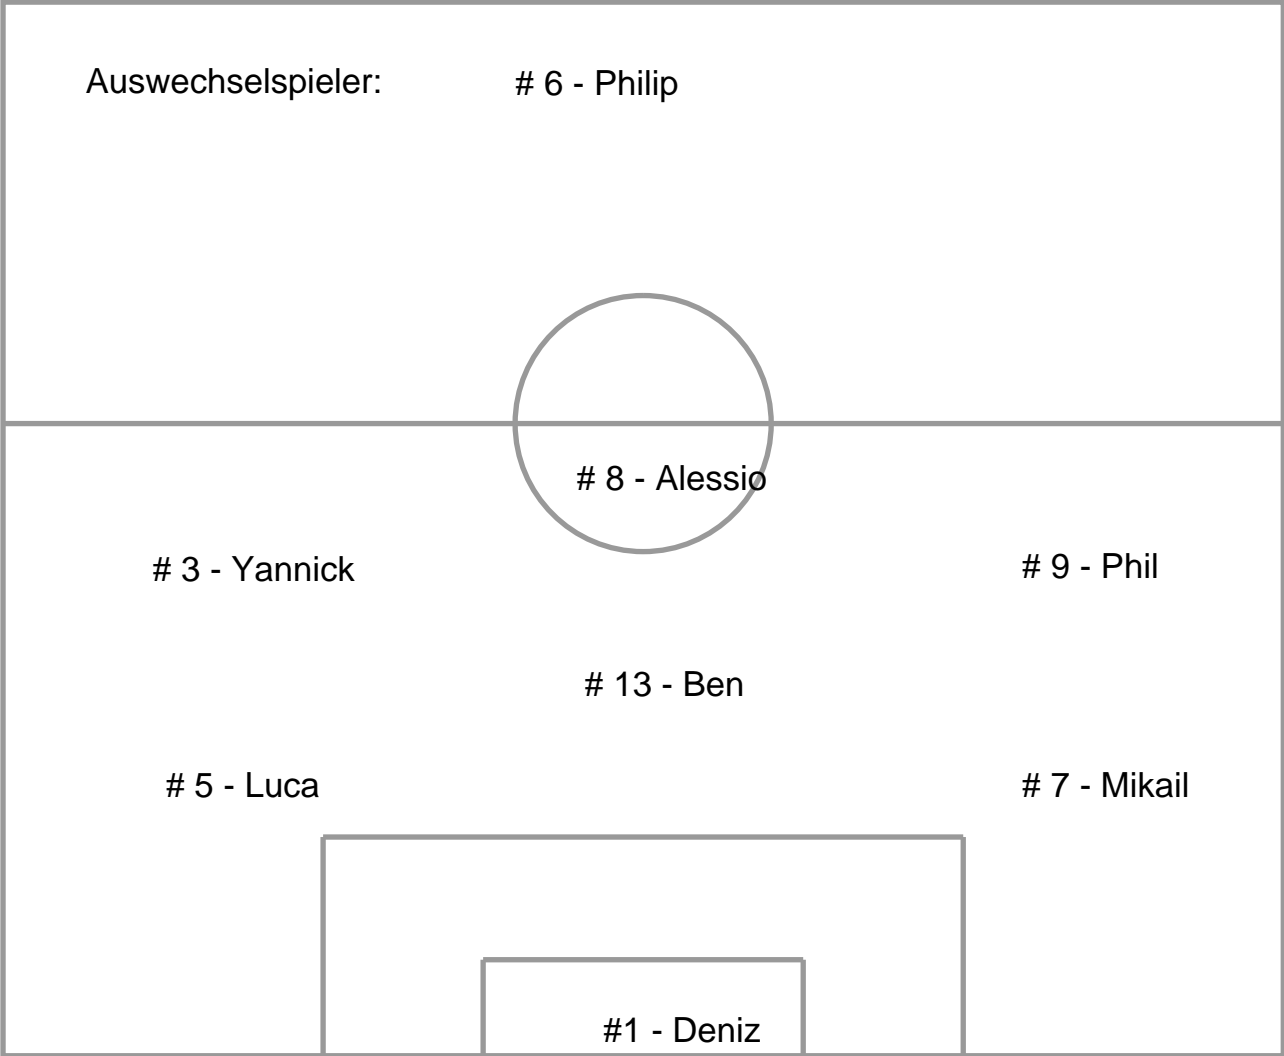 Auswechselspieler: # 6 - Philip
# 8 - Alessio
# 3 - Yannick # 9 - Phil
# 13 - Ben
# 5 - Luca # 7 - Mikail
#1 - Deniz